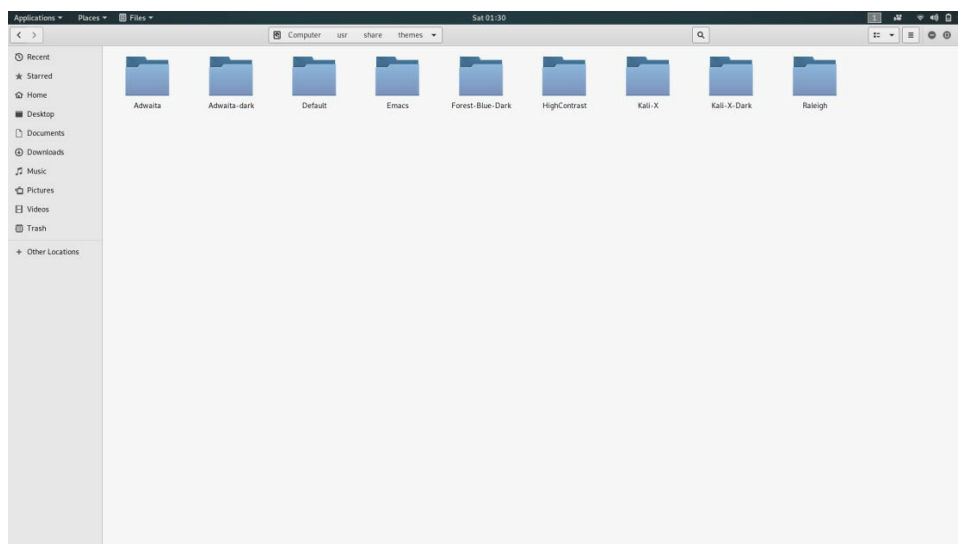 Applications Places Files Sat 01:30 1
Computer usr share themes
Recent
Starred
Home
Desktop
Documents
Downloads
Music
Pictures
Videos
Trash
+ Other Locations
Adwaita Adwaita-dark Default Emacs Forest-Blue-Dark HighContrast Kali-X Kali-X-Dark Raleigh